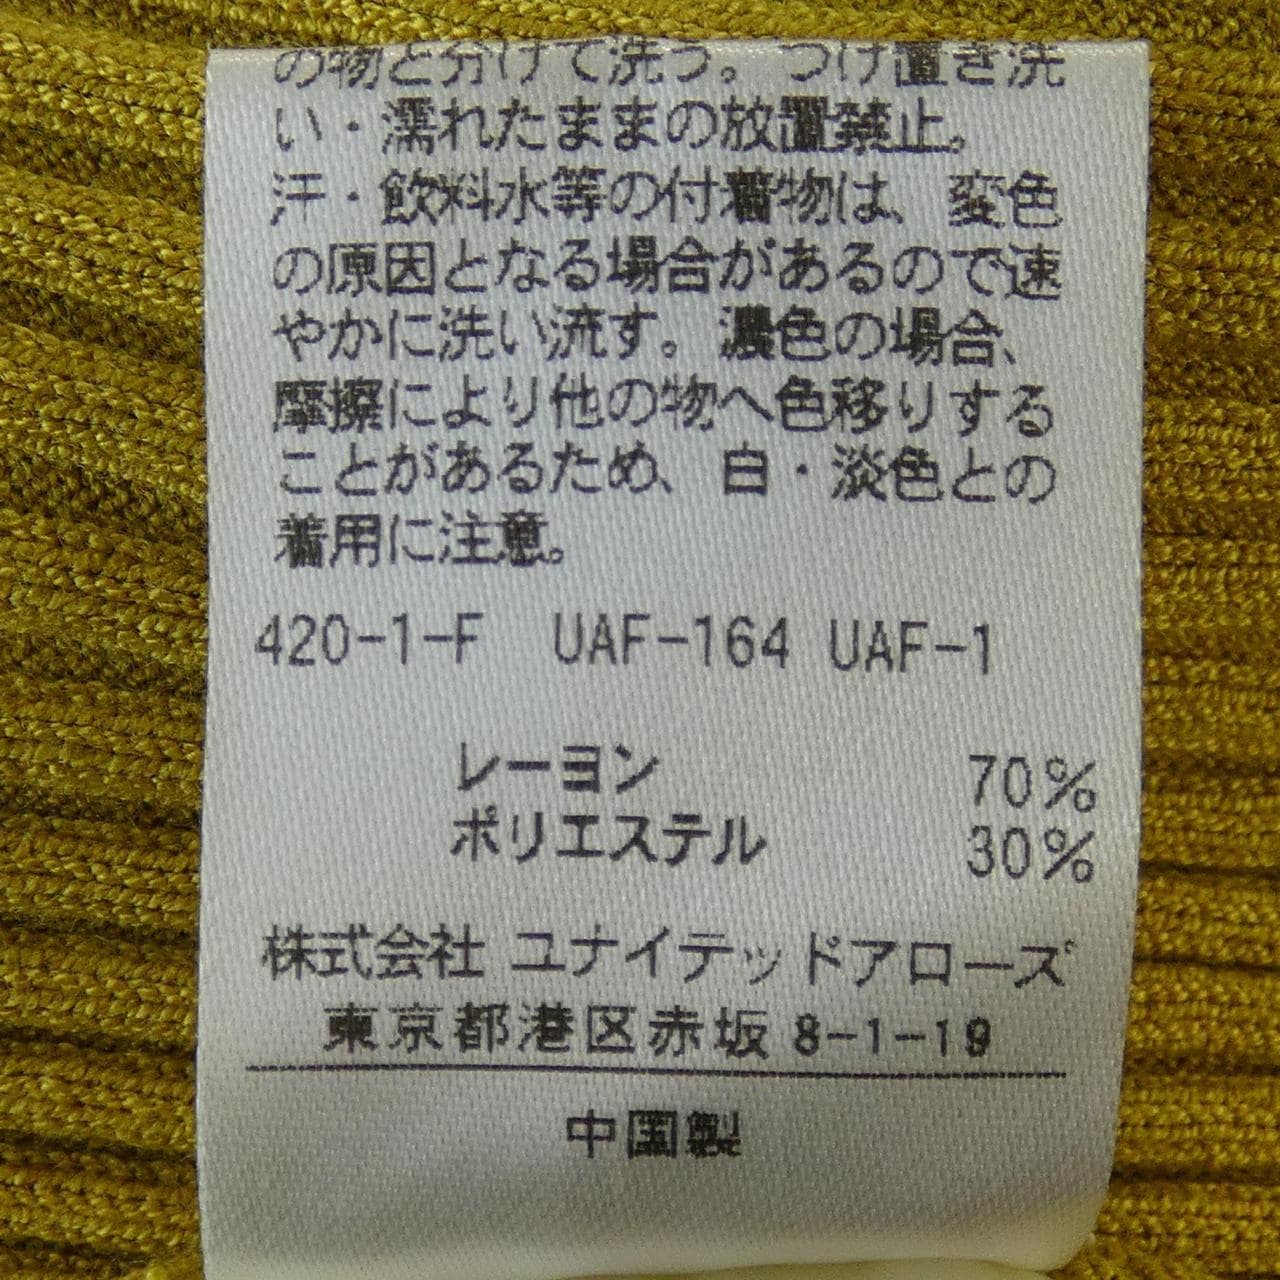 の物と分けて洗う。つけ置き洗
い・濡れたままの放置禁止。
汗・飲料水等の付着物は、変色
の原因となる場合があるので速
やかに洗い流す。濃色の場合、
摩擦により他の物へ色移りする
ことがあるため、白・淡色との
着用に注意。
420-1-F UAF-164 UAF-1
レーヨン 70%
ポリエステル 30%
株式会社 ユナイテッドアローズ
東京都港区赤坂 8-1-19
中国製